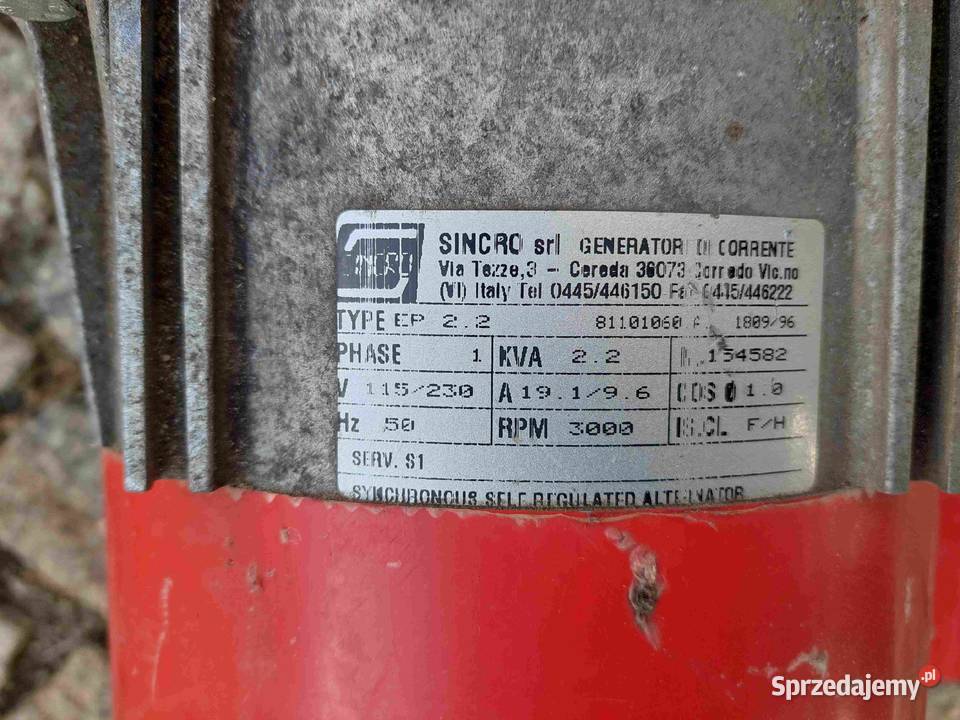 SINCRO srl GENERATORI DI CORRENTE
Via Tezze,3 - Cereda 36073 Cornedo Vic.no
(VI) Italy Tel 0445/446150 Fax 0445/446222
TYPE EP 2.2 81101060 A 1809/96
PHASE 1 KVA 2.2 N. 154582
V 115/230 A 19.1/9.6 COS Ø 1.0
Hz 50 RPM 3000 IS.CL F/H
SERV. S1
SYNCHRONOUS SELF REGULATED ALTERNATOR
Sprzedajemy.pl